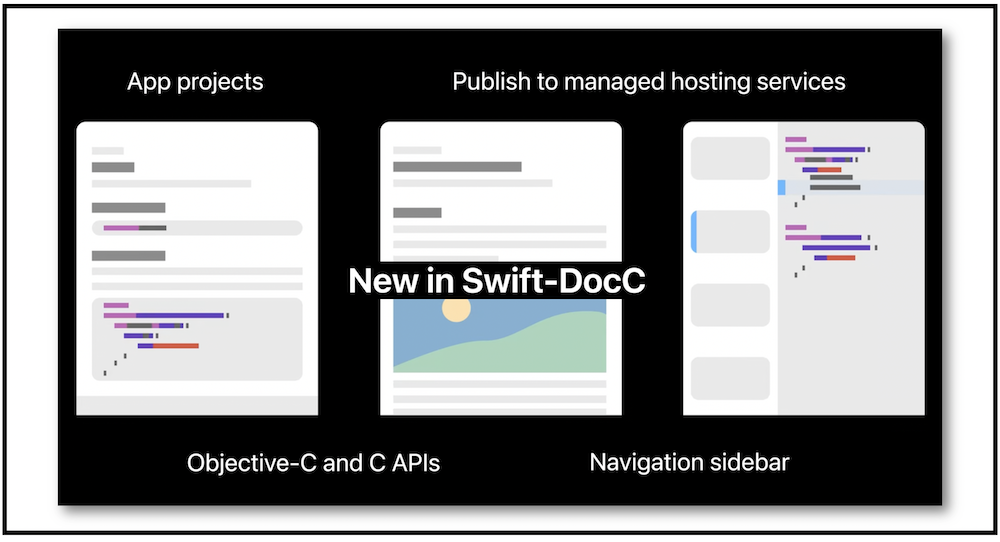 App projects
Publish to managed hosting services
New in Swift-DocC
Objective-C and C APIs
Navigation sidebar